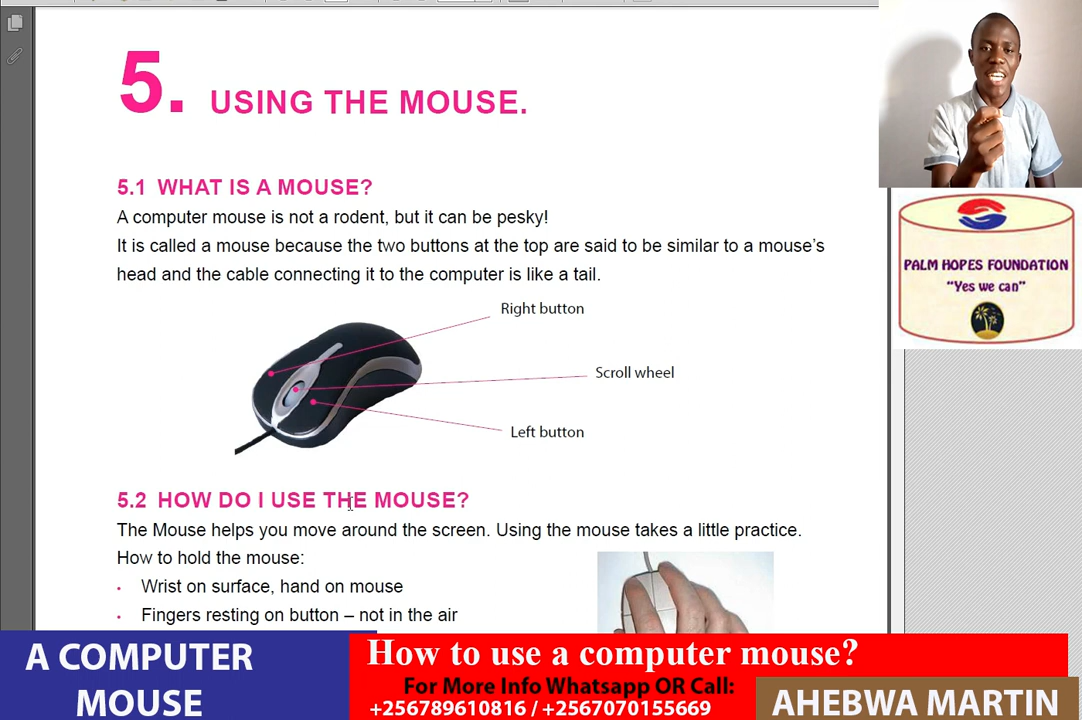 5. USING THE MOUSE.
5.1 WHAT IS A MOUSE?
A computer mouse is not a rodent, but it can be pesky!
It is called a mouse because the two buttons at the top are said to be similar to a mouse's
head and the cable connecting it to the computer is like a tail.
Right button
Scroll wheel
Left button
5.2 HOW DO I USE THE MOUSE?
The Mouse helps you move around the screen. Using the mouse takes a little practice.
How to hold the mouse:
• Wrist on surface, hand on mouse
• Fingers resting on button – not in the air
PALM HOPES FOUNDATION
"Yes we can"
A COMPUTER
MOUSE
How to use a computer mouse?
For More Info Whatsapp OR Call:
+256789610816 / +2567070155669
AHEBWA MARTIN